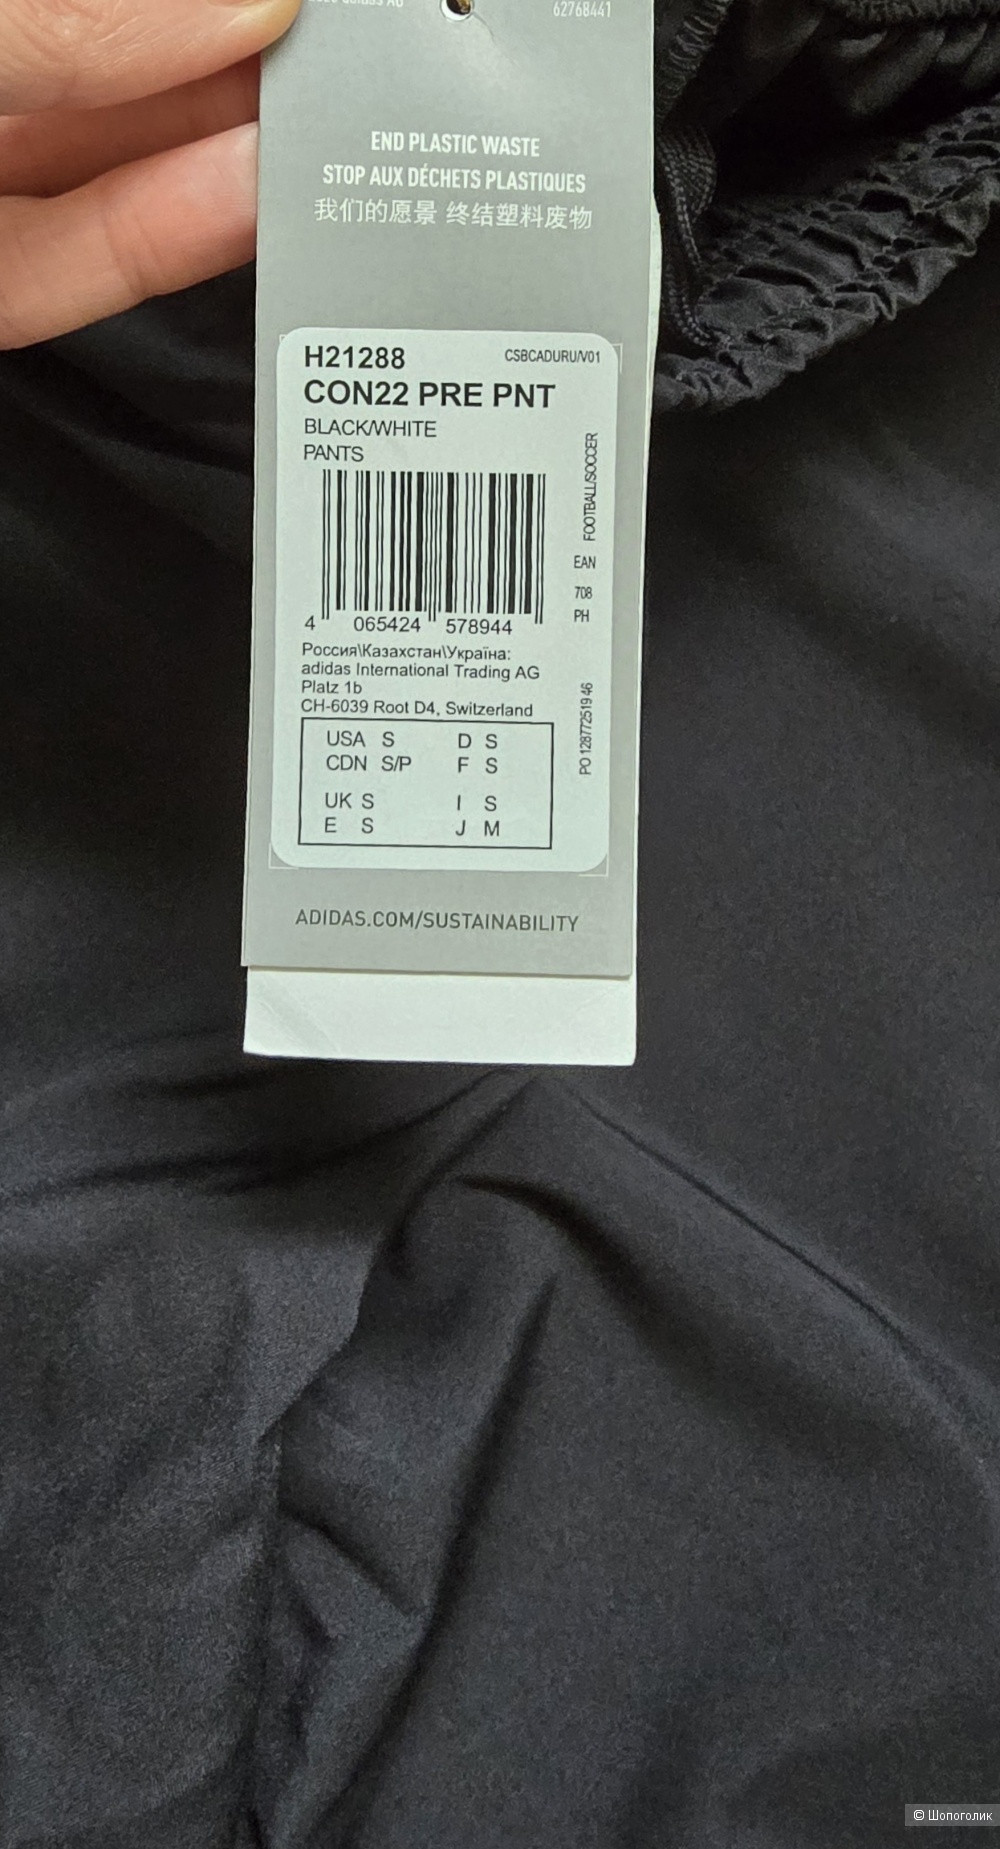 62768441
END PLASTIC WASTE
STOP AUX DÉCHETS PLASTIQUES
我们的愿景 终结塑料废物
H21288
CSBCADURU/V01
CON22 PRE PNT
BLACK/WHITE
PANTS
FOOTBALL/SOCCER
EAN
708
PH
4 065424 578944
Россия\Казахстан\Україна:
adidas International Trading AG
Platz 1b
CH-6039 Root D4, Switzerland
PO 128772519 46
USA S D S
CDN S/P F S
UK S I S
E S J M
ADIDAS.COM/SUSTAINABILITY
© Шопоголик